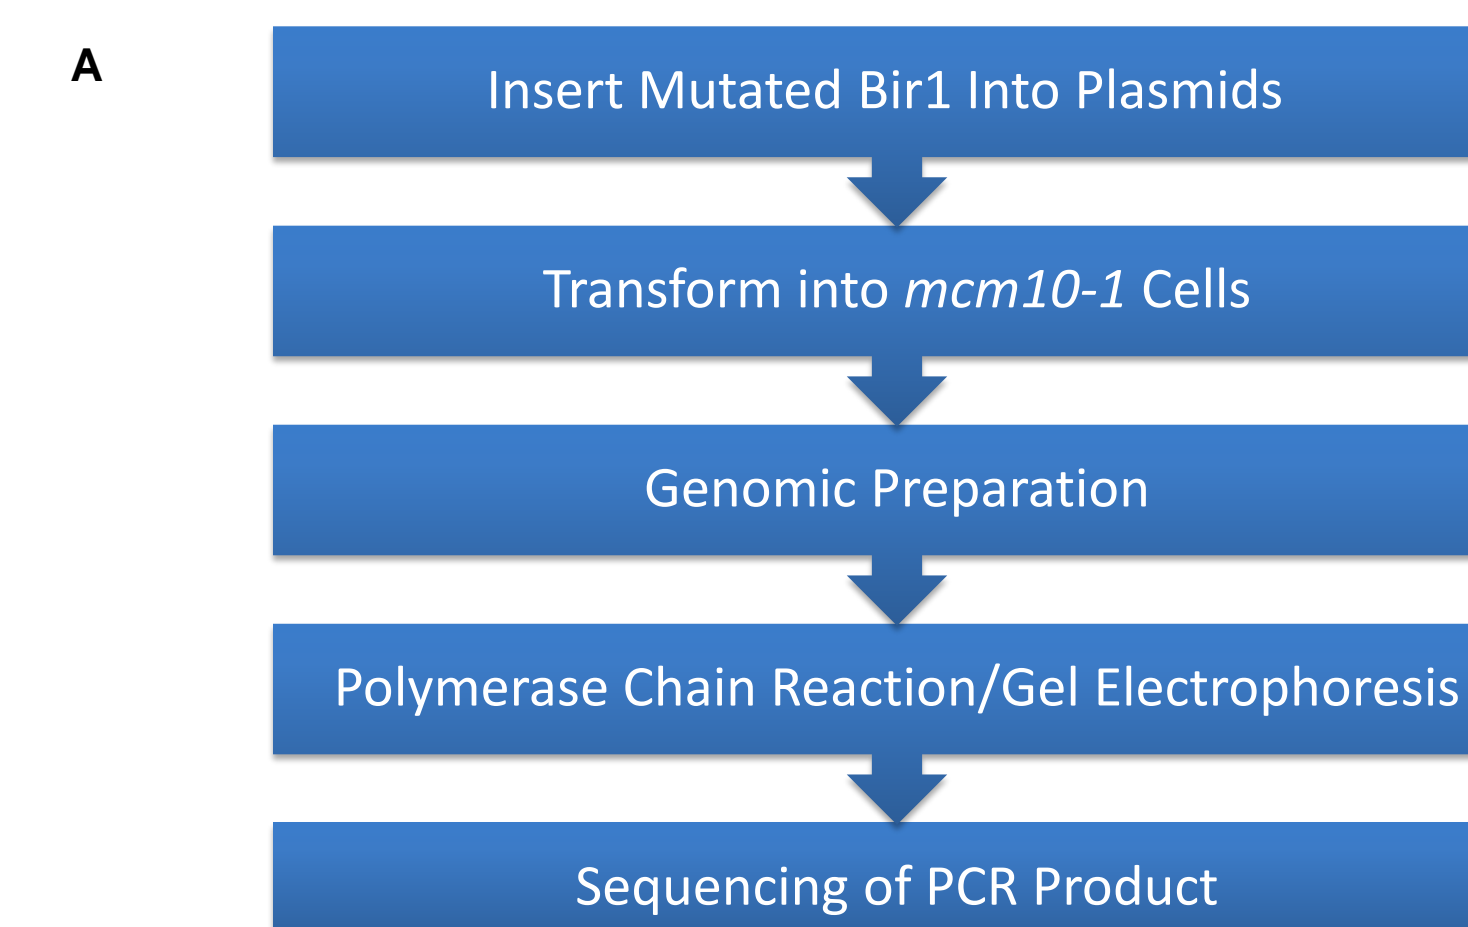 A
Insert Mutated Bir1 Into Plasmids
Transform into mcm10-1 Cells
Genomic Preparation
Polymerase Chain Reaction/Gel Electrophoresis
Sequencing of PCR Product